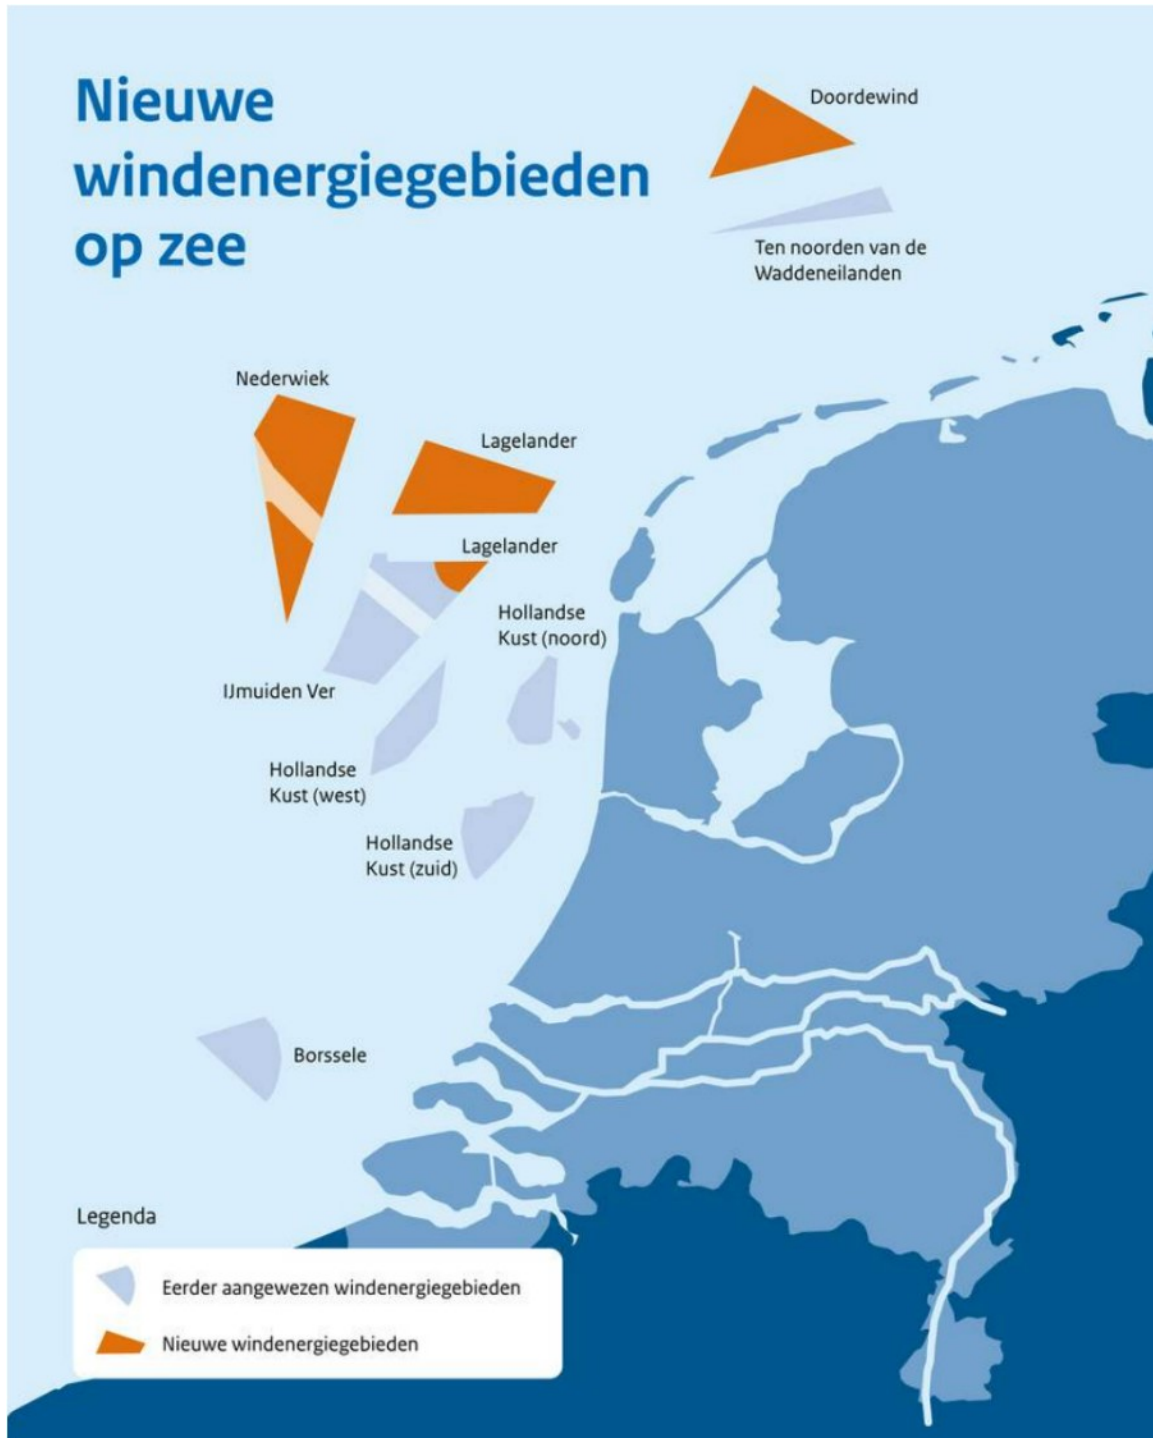 Nieuwe
windenergiegebieden
op zee
Doordewind
Ten noorden van de
Waddeneilanden
Nederwiek
Lagelander
Lagelander
Hollandse
Kust (noord)
IJmuiden Ver
Hollandse
Kust (west)
Hollandse
Kust (zuid)
Borssele
Legenda
Eerder aangewezen windenergiegebieden
Nieuwe windenergiegebieden